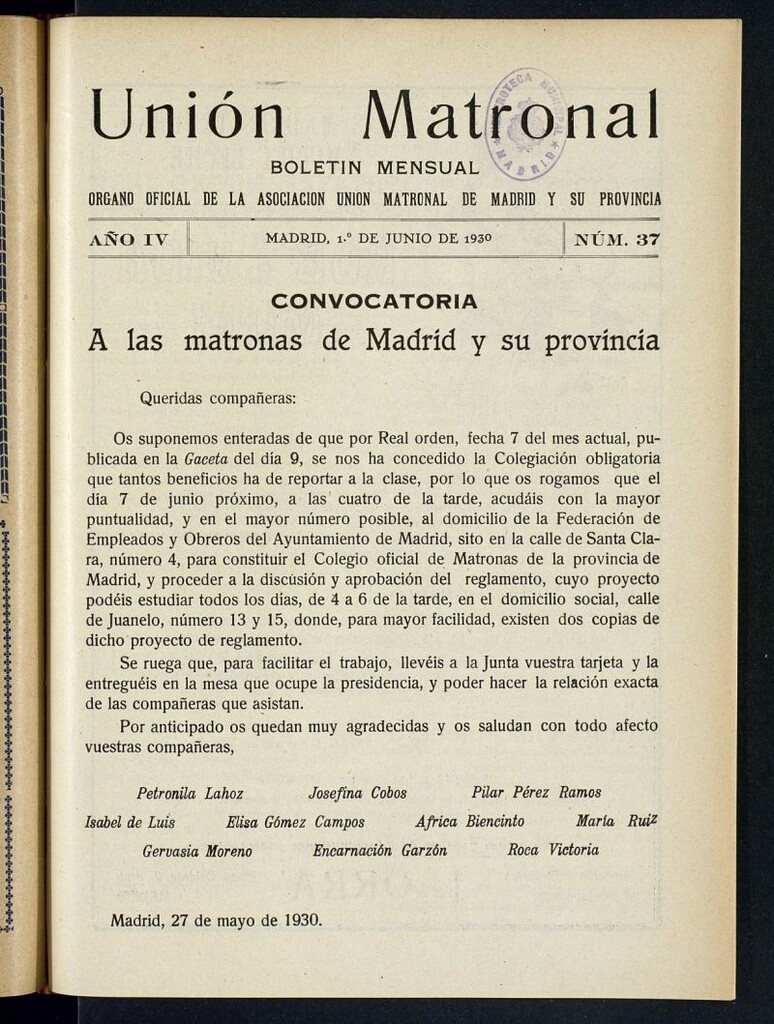 Unión Matronal
HEMEROTECA MUNICIPAL
★ MADRID ★
BOLETIN MENSUAL
ORGANO OFICIAL DE LA ASOCIACION UNION MATRONAL DE MADRID Y SU PROVINCIA
AÑO IV
MADRID, 1.º DE JUNIO DE 1930
NÚM. 37
CONVOCATORIA
A las matronas de Madrid y su provincia
Queridas compañeras:
Os suponemos enteradas de que por Real orden, fecha 7 del mes actual, pu-
blicada en la Gaceta del día 9, se nos ha concedido la Colegiación obligatoria
que tantos beneficios ha de reportar a la clase, por lo que os rogamos que el
día 7 de junio próximo, a las cuatro de la tarde, acudáis con la mayor
puntualidad, y en el mayor número posible, al domicilio de la Federación de
Empleados y Obreros del Ayuntamiento de Madrid, sito en la calle de Santa Cla-
ra, número 4, para constituir el Colegio oficial de Matronas de la provincia de
Madrid, y proceder a la discusión y aprobación del reglamento, cuyo proyecto
podéis estudiar todos los días, de 4 a 6 de la tarde, en el domicilio social, calle
de Juanelo, número 13 y 15, donde, para mayor facilidad, existen dos copias de
dicho proyecto de reglamento.
Se ruega que, para facilitar el trabajo, llevéis a la Junta vuestra tarjeta y la
entreguéis en la mesa que ocupe la presidencia, y poder hacer la relación exacta
de las compañeras que asistan.
Por anticipado os quedan muy agradecidas y os saludan con todo afecto
vuestras compañeras,
Petronila Lahoz Josefina Cobos Pilar Pérez Ramos
Isabel de Luis Elisa Gómez Campos Africa Biencinto María Ruiz
Gervasia Moreno Encarnación Garzón Roca Victoria
Madrid, 27 de mayo de 1930.